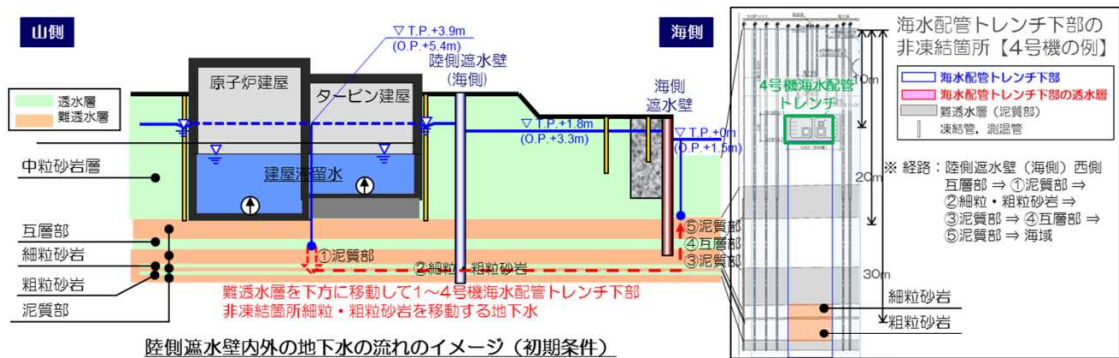 山側
海側
▽ T.P.+3.9m
(O.P.+5.4m)
陸側遮水壁
(海側)
海側
遮水壁
原子炉建屋
タービン建屋
透水層
難透水層
▽T.P.+1.8m
(O.P.+3.3m)
▽T.P.+0m
(O.P.+1.5m)
中粒砂岩層
建屋滞留水
互層部
細粒砂岩
粗粒砂岩
泥質部
①泥質部
②細粒・粗粒砂岩
⑤泥質部
④互層部
③泥質部
難透水層を下方に移動して1～4号機海水配管トレンチ下部
非凍結箇所細粒・粗粒砂岩を移動する地下水
陸側遮水壁内外の地下水の流れのイメージ（初期条件）
海水配管トレンチ下部の
非凍結箇所【4号機の例】
10m
4号機海水配管
トレンチ
海水配管トレンチ下部
海水配管トレンチ下部の透水層
難透水層（泥質部）
凍結管，測温管
20m
※ 経路：陸側遮水壁（海側）西側
互層部 ⇒ ①泥質部 ⇒
②細粒・粗粒砂岩 ⇒
③泥質部 ⇒ ④互層部 ⇒
⑤泥質部 ⇒ 海域
30m
細粒砂岩
粗粒砂岩